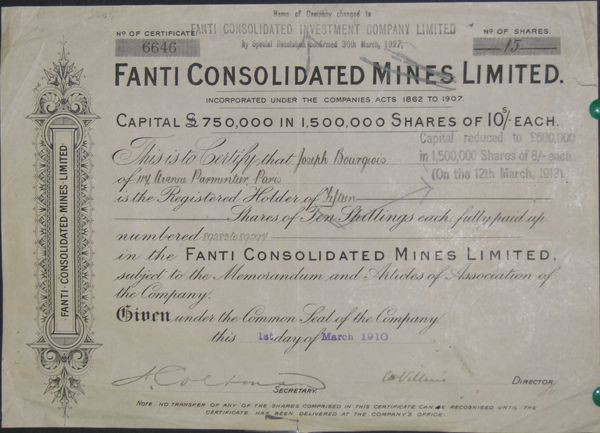 Name of Company changed to
Nº OF CERTIFICATE FANTI CONSOLIDATED INVESTMENT COMPANY LIMITED Nº OF SHARES.
6646 by Special Resolution confirmed 30th March, 1927. 15
FANTI CONSOLIDATED MINES LIMITED.
INCORPORATED UNDER THE COMPANIES ACTS 1862 TO 1907.
CAPITAL £750,000 IN 1,500,000 SHARES OF 10s/- EACH.
Capital reduced to £600,000
This is to Certify that Joseph Bourgeois in 1,500,000 Shares of 8/- each
of 114 Avenue Parmentier, Paris (On the 12th March, 1913).
is the Registered Holder of Fifteen
Shares of Ten Shillings each, fully paid up
numbered
in the FANTI CONSOLIDATED MINES LIMITED,
subject to the Memorandum and Articles of Association of
the Company.
Given under the Common Seal of the Company
this 1st day of March 1910
SECRETARY. DIRECTOR.
NOTE, NO TRANSFER OF ANY OF THE SHARES COMPRISED IN THIS CERTIFICATE CAN BE RECOGNISED UNTIL THE
CERTIFICATE HAS BEEN DELIVERED AT THE COMPANY'S OFFICE.
FANTI CONSOLIDATED MINES LIMITED